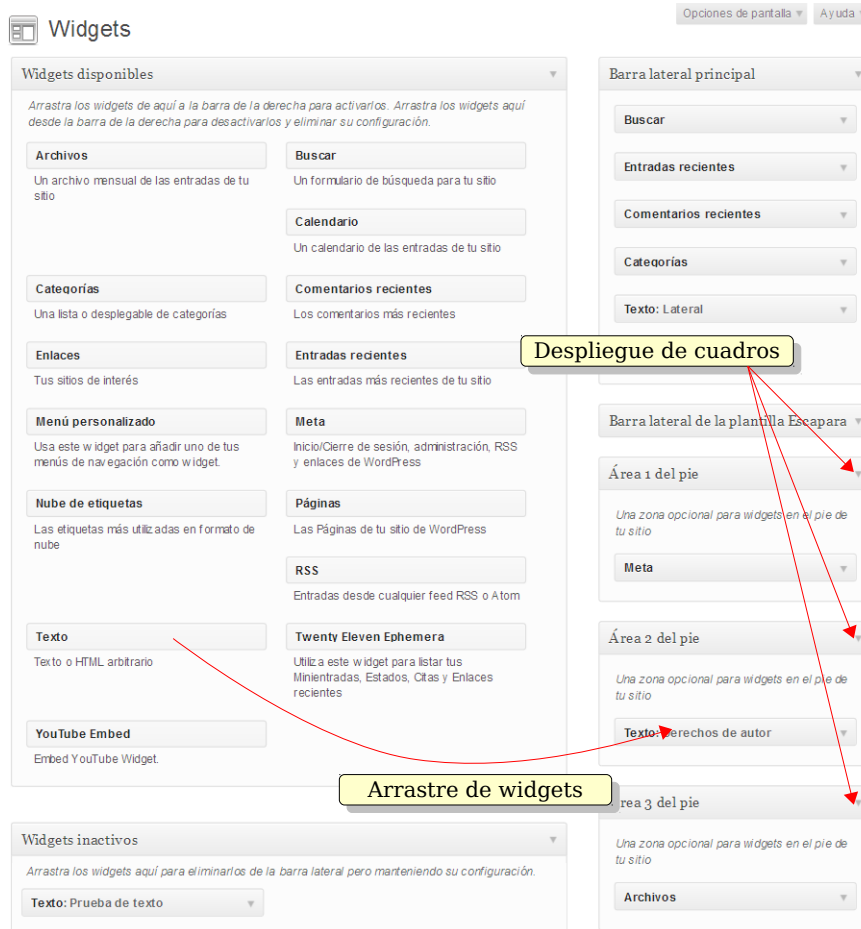 Opciones de pantalla
Ayuda
Widgets
Widgets disponibles
Arrastra los widgets de aquí a la barra de la derecha para activarlos. Arrastra los widgets aquí
desde la barra de la derecha para desactivarlos y eliminar su configuración.
Archivos
Un archivo mensual de las entradas de tu
sitio
Buscar
Un formulario de búsqueda para tu sitio
Calendario
Un calendario de las entradas de tu sitio
Categorías
Una lista o desplegable de categorías
Comentarios recientes
Los comentarios más recientes
Enlaces
Tus sitios de interés
Entradas recientes
Las entradas más recientes de tu sitio
Menú personalizado
Usa este widget para añadir uno de tus
menús de navegación como widget.
Meta
Inicio/Cierre de sesión, administración, RSS
y enlaces de WordPress
Nube de etiquetas
Las etiquetas más utilizadas en formato de
nube
Páginas
Las Páginas de tu sitio de WordPress
RSS
Entradas desde cualquier feed RSS o Atom
Texto
Texto o HTML arbitrario
Twenty Eleven Ephemera
Utiliza este widget para listar tus
Minientradas, Estados, Citas y Enlaces
recientes
YouTube Embed
Embed YouTube Widget.
Arrastre de widgets
Widgets inactivos
Arrastra los widgets aquí para eliminarlos de la barra lateral pero manteniendo su configuración.
Texto: Prueba de texto
Barra lateral principal
Buscar
Entradas recientes
Comentarios recientes
Categorías
Texto: Lateral
Despliegue de cuadros
Barra lateral de la plantilla Escapara
Área 1 del pie
Una zona opcional para widgets en el pie de
tu sitio
Meta
Área 2 del pie
Una zona opcional para widgets en el pie de
tu sitio
Texto: Derechos de autor
rea 3 del pie
Una zona opcional para widgets en el pie de
tu sitio
Archivos